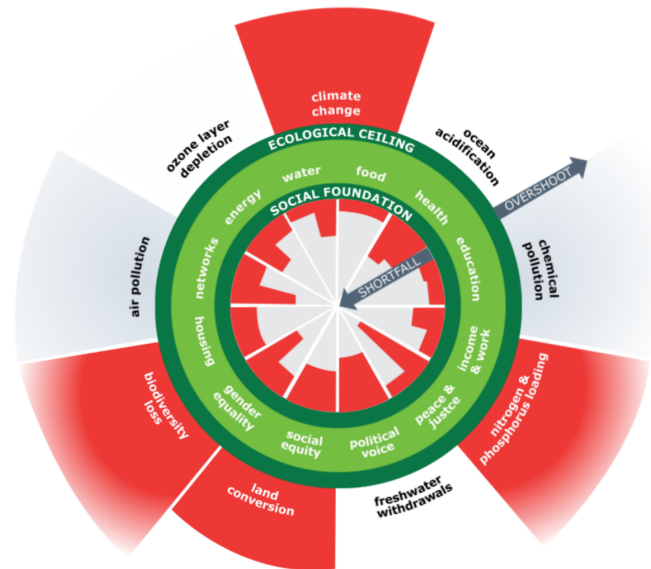 climate
change
ozone layer
depletion
ocean
acidification
ECOLOGICAL CEILING
OVERSHOOT
water
food
energy
health
SOCIAL FOUNDATION
networks
education
SHORTFALL
air pollution
chemical
pollution
housing
income
& work
gender
equality
peace &
justce
social
equity
political
voice
biodiversity
loss
nitrogen &
phosphorus loading
land
conversion
freshwater
withdrawals